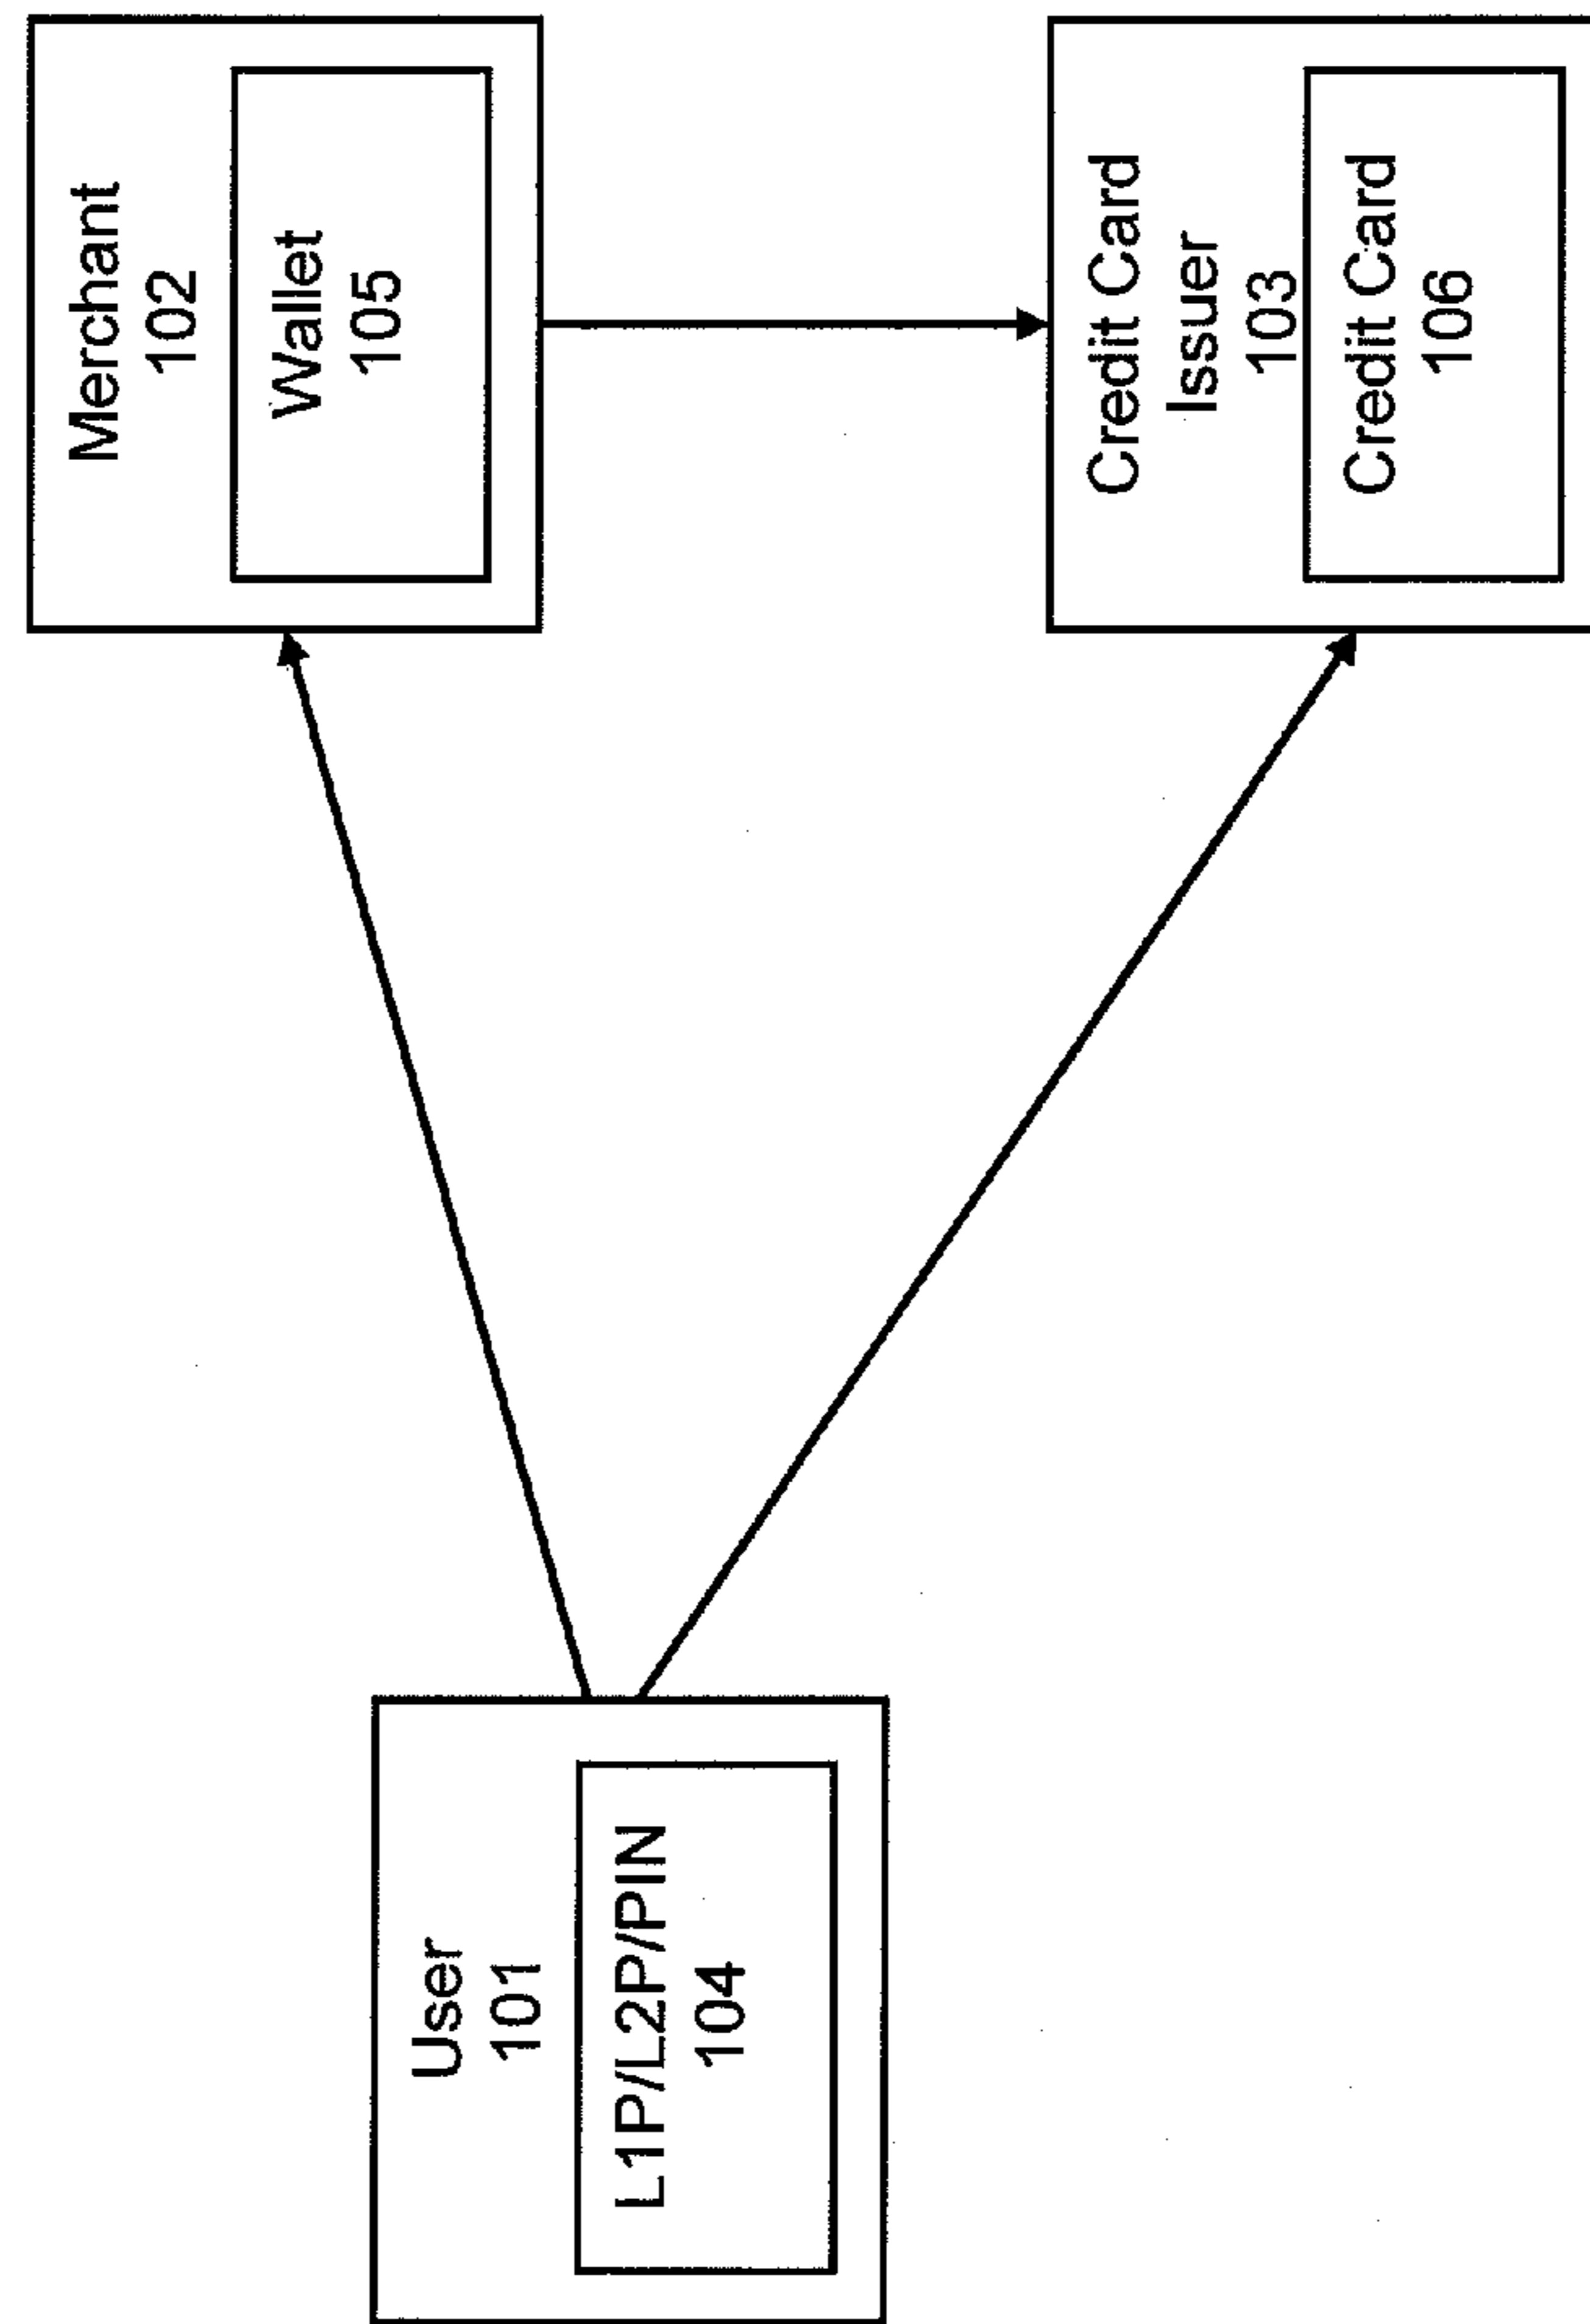 User
101
L1P/L2P/PIN
104
Merchant
102
Wallet
105
Credit Card
Issuer
103
Credit Card
106